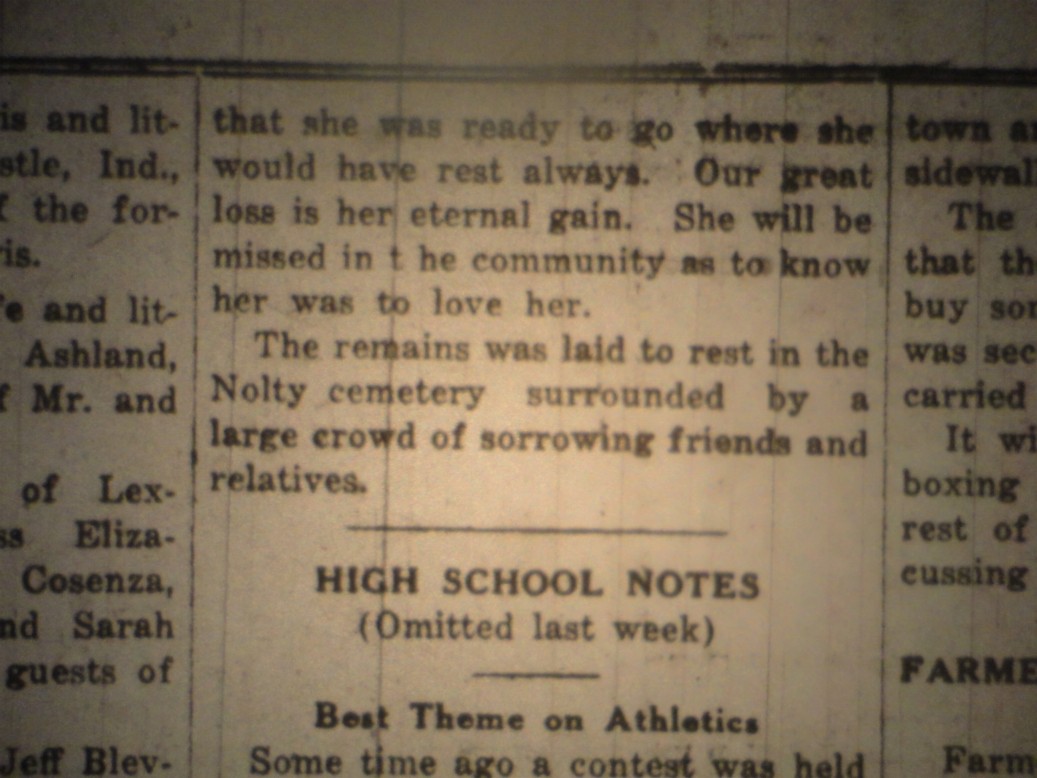 is and lit-
stle, Ind.,
f the for-
is.
e and lit-
Ashland,
f Mr. and
of Lex-
ss Eliza-
Cosenza,
nd Sarah
guests of
Jeff Blev-
that she was ready to go where she
would have rest always. Our great
loss is her eternal gain. She will be
missed in t he community as to know
her was to love her.
The remains was laid to rest in the
Nolty cemetery surrounded by a
large crowd of sorrowing friends and
relatives.
HIGH SCHOOL NOTES
(Omitted last week)
Best Theme on Athletics
Some time ago a contest was held
town a
sidewal
The
that th
buy sor
was sec
carried
It wi
boxing
rest of
cussing
FARME
Farm